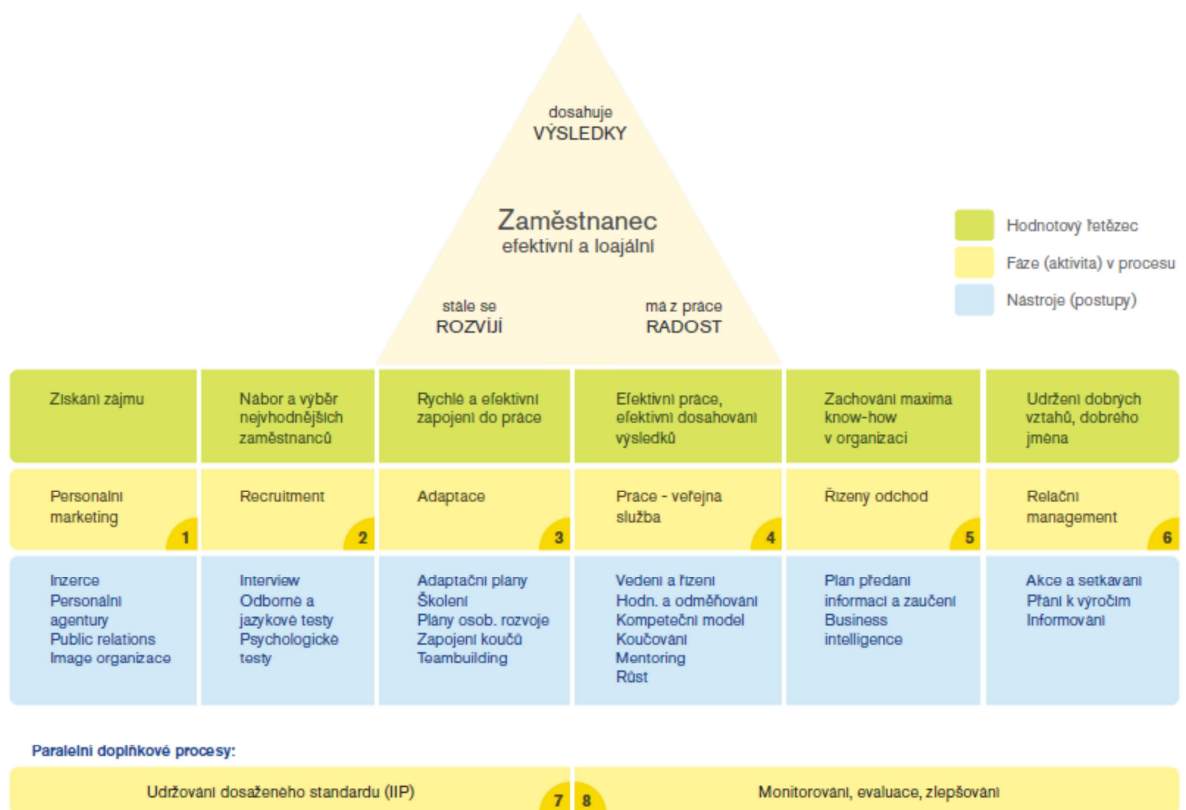 dosahuje
VÝSLEDKY
Zaměstnanec
efektivní a loajální
stále se
ROZVÍJÍ
má z práce
RADOST
Hodnotový řetězec
Fáze (aktivita) v procesu
Nástroje (postupy)
Získání zájmu
Nábor a výběr
nejvhodnějších
zaměstnanců
Rychlé a efektivní
zapojení do práce
Efektivní práce,
efektivní dosahování
výsledků
Zachování maxima
know-how
v organizaci
Udržení dobrých
vztahů, dobrého
jména
Personální
marketing
1
Recruitment
2
Adaptace
3
Práce - veřejná
služba
4
Řízený odchod
5
Relační
management
6
Inzerce
Personální
agentury
Public relations
Image organizace
Interview
Odborné a
jazykové testy
Psychologické
testy
Adaptační plány
Školení
Plány osob. rozvoje
Zapojení koučů
Teambuilding
Vedení a řízení
Hodn. a odměňování
Kompeteční model
Koučování
Mentoring
Růst
Plán předání
informací a zaučení
Business
intelligence
Akce a setkávání
Přání k výročím
Informování
Paralelní doplňkové procesy:
Udržování dosaženého standardu (IIP)
7
8
Monitorování, evaluace, zlepšování